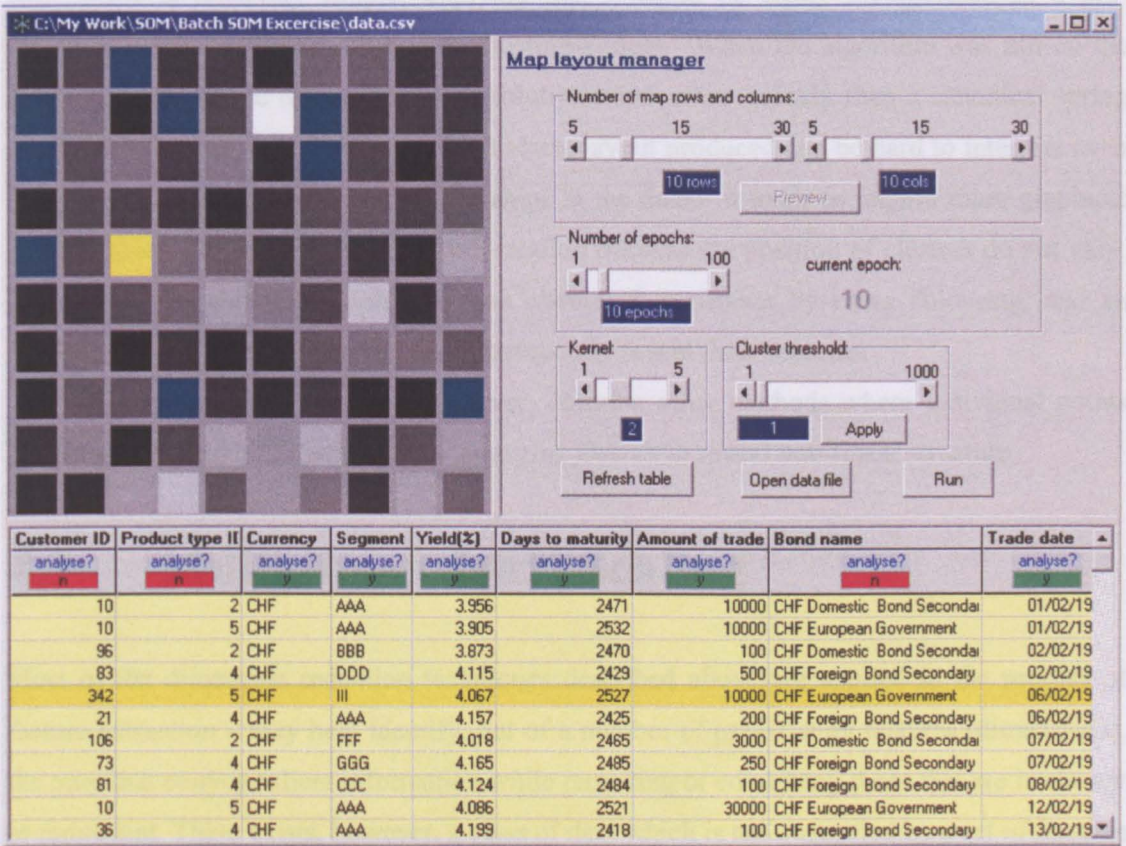 C:\My Work\SOM\Batch SOM Excercise\data.csv
Map layout manager
Number of map rows and columns:
5 15 30 5 15 30
10 rows 10 cols
Preview
Number of epochs:
1 100
current epoch:
10 epochs
10
Kernel: Cluster threshold:
1 5 1 1000
2 1 Apply
Refresh table Open data file Run
Customer ID Product type II Currency Segment Yield(%) Days to maturity Amount of trade Bond name Trade date
analyse? analyse? analyse? analyse? analyse? analyse? analyse? analyse? analyse?
n n y y y y y n y
10 2 CHF AAA 3.956 2471 10000 CHF Domestic Bond Seconda 01/02/19
10 5 CHF AAA 3.905 2532 10000 CHF European Government 01/02/19
96 2 CHF BBB 3.873 2470 100 CHF Domestic Bond Seconda 02/02/19
83 4 CHF DDD 4.115 2429 500 CHF Foreign Bond Secondary 02/02/19
342 5 CHF III 4.067 2527 10000 CHF European Government 06/02/19
21 4 CHF AAA 4.157 2425 200 CHF Foreign Bond Secondary 06/02/19
106 2 CHF FFF 4.018 2465 3000 CHF Domestic Bond Seconda 07/02/19
73 4 CHF GGG 4.165 2485 250 CHF Foreign Bond Secondary 07/02/19
81 4 CHF CCC 4.124 2484 100 CHF Foreign Bond Secondary 08/02/19
10 5 CHF AAA 4.086 2521 30000 CHF European Government 12/02/19
36 4 CHF AAA 4.199 2418 100 CHF Foreign Bond Secondary 13/02/19